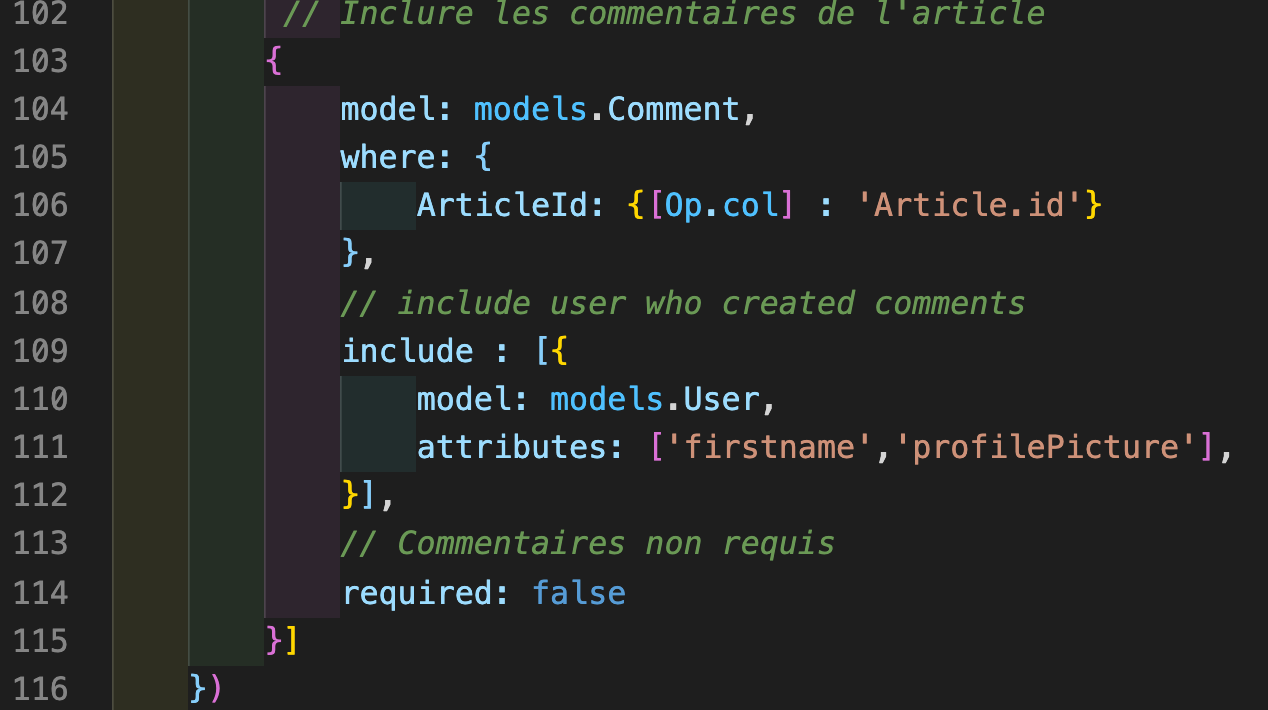 102 // Inclure les commentaires de l'article
103 {
104 model: models.Comment,
105 where: {
106 ArticleId: {[Op.col] : 'Article.id'}
107 },
108 // include user who created comments
109 include : [{
110 model: models.User,
111 attributes: ['firstname','profilePicture'],
112 }],
113 // Commentaires non requis
114 required: false
115 }]
116 })